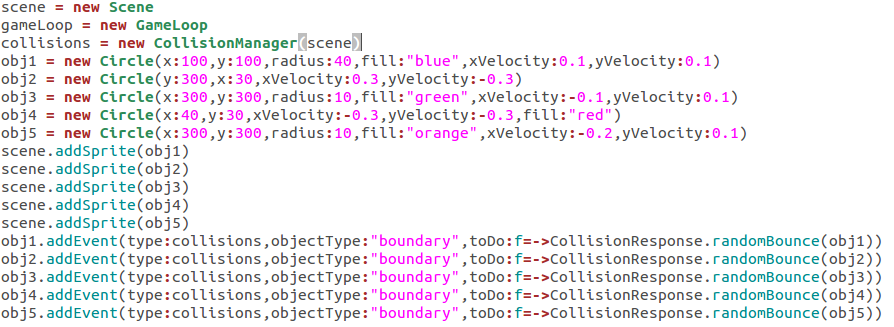 scene = new Scene
gameLoop = new GameLoop
collisions = new CollisionManager(scene)
obj1 = new Circle(x:100,y:100,radius:40,fill:"blue",xVelocity:0.1,yVelocity:0.1)
obj2 = new Circle(y:300,x:30,xVelocity:0.3,yVelocity:-0.3)
obj3 = new Circle(x:300,y:300,radius:10,fill:"green",xVelocity:-0.1,yVelocity:0.1)
obj4 = new Circle(x:40,y:30,xVelocity:-0.3,yVelocity:-0.3,fill:"red")
obj5 = new Circle(x:300,y:300,radius:10,fill:"orange",xVelocity:-0.2,yVelocity:0.1)
scene.addSprite(obj1)
scene.addSprite(obj2)
scene.addSprite(obj3)
scene.addSprite(obj4)
scene.addSprite(obj5)
obj1.addEvent(type:collisions,objectType:"boundary",toDo:f=->CollisionResponse.randomBounce(obj1))
obj2.addEvent(type:collisions,objectType:"boundary",toDo:f=->CollisionResponse.randomBounce(obj2))
obj3.addEvent(type:collisions,objectType:"boundary",toDo:f=->CollisionResponse.randomBounce(obj3))
obj4.addEvent(type:collisions,objectType:"boundary",toDo:f=->CollisionResponse.randomBounce(obj4))
obj5.addEvent(type:collisions,objectType:"boundary",toDo:f=->CollisionResponse.randomBounce(obj5))